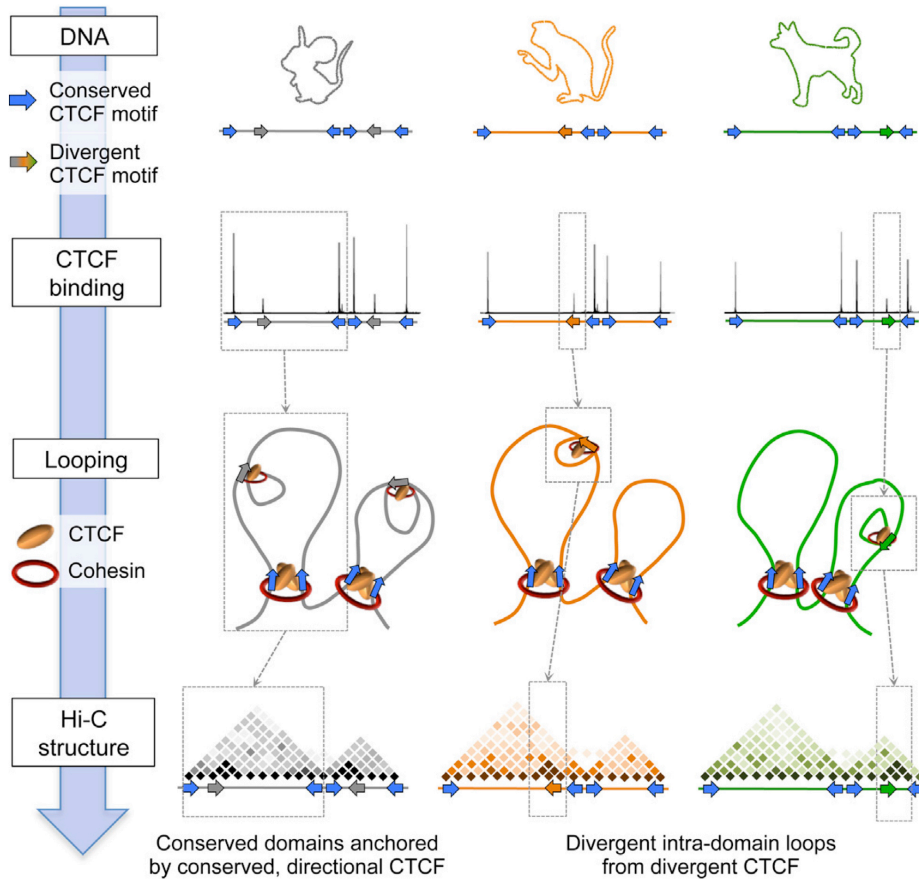 DNA
Conserved
CTCF motif
Divergent
CTCF motif
CTCF
binding
Looping
CTCF
Cohesin
Hi-C
structure
Conserved domains anchored
by conserved, directional CTCF
Divergent intra-domain loops
from divergent CTCF